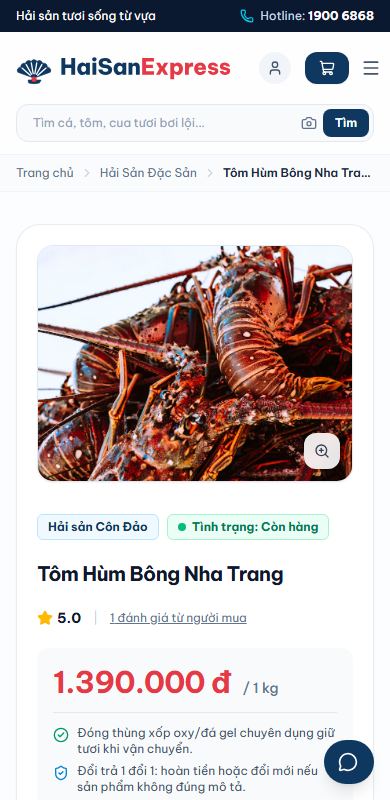 Hải sản tươi sống từ vựa
Hotline: 1900 6868
HaiSanExpress
Tìm cá, tôm, cua tươi bơi lội...
Tìm
Trang chủ > Hải Sản Đặc Sản > Tôm Hùm Bông Nha Tra...
Hải sản Côn Đảo
Tình trạng: Còn hàng
Tôm Hùm Bông Nha Trang
5.0
1 đánh giá từ người mua
1.390.000 đ / 1 kg
Đóng thùng xốp oxy/đá gel chuyên dụng giữ
tươi khi vận chuyển.
Đổi trả 1 đổi 1: hoàn tiền hoặc đổi mới nếu
sản phẩm không đúng mô tả.